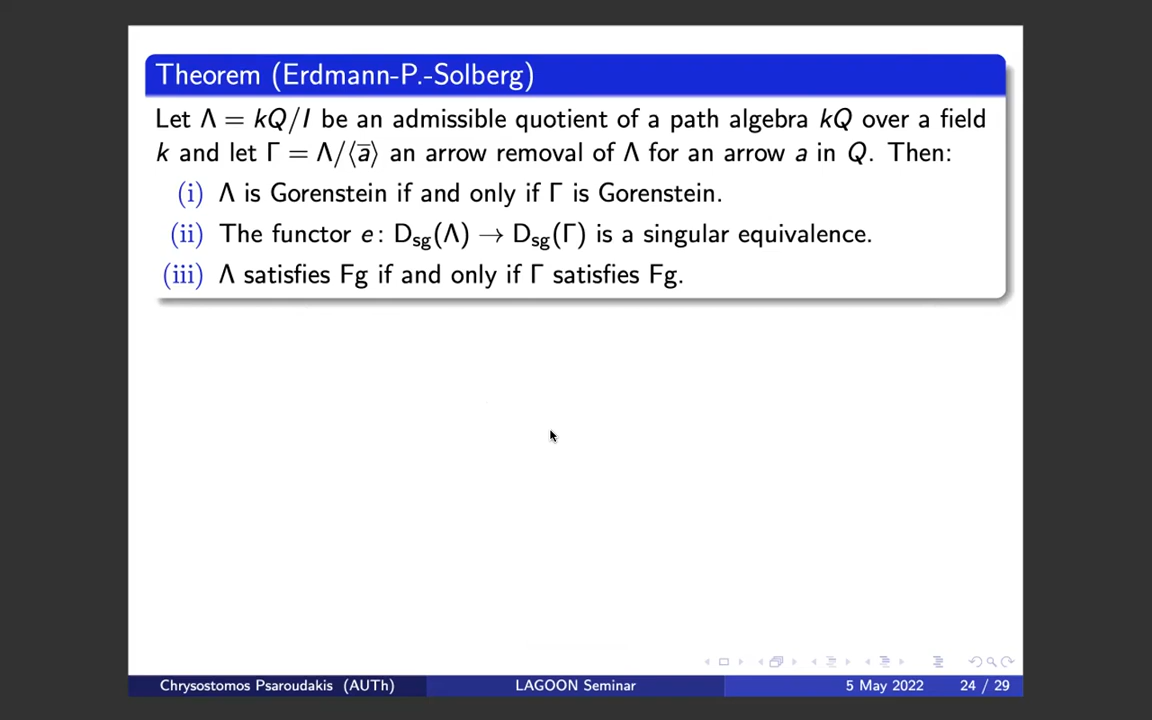 Theorem (Erdmann-P.-Solberg)
Let Λ = kQ/I be an admissible quotient of a path algebra kQ over a field
k and let Γ = Λ/⟨a̅⟩ an arrow removal of Λ for an arrow a in Q. Then:
(i) Λ is Gorenstein if and only if Γ is Gorenstein.
(ii) The functor e: D_sg(Λ) → D_sg(Γ) is a singular equivalence.
(iii) Λ satisfies Fg if and only if Γ satisfies Fg.
Chrysostomos Psaroudakis (AUTh) LAGOON Seminar 5 May 2022 24 / 29